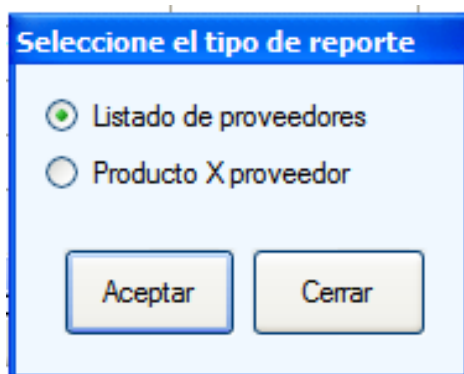 Seleccione el tipo de reporte
Listado de proveedores
Producto X proveedor
Aceptar
Cerrar